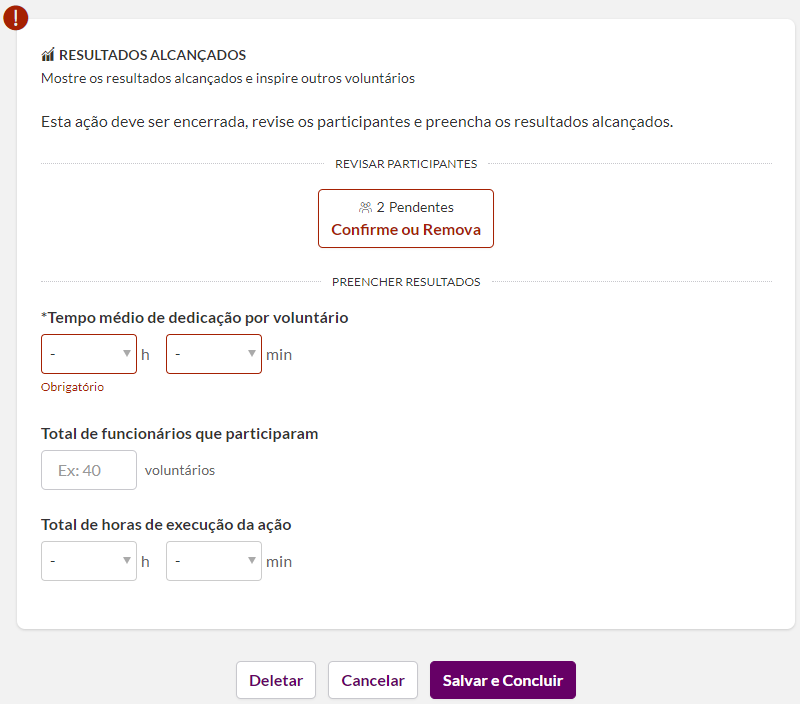 !
RESULTADOS ALCANÇADOS
Mostre os resultados alcançados e inspire outros voluntários
Esta ação deve ser encerrada, revise os participantes e preencha os resultados alcançados.
REVISAR PARTICIPANTES
2 Pendentes
Confirme ou Remova
PREENCHER RESULTADOS
*Tempo médio de dedicação por voluntário
- h - min
Obrigatório
Total de funcionários que participaram
Ex: 40 voluntários
Total de horas de execução da ação
- h - min
Deletar Cancelar Salvar e Concluir